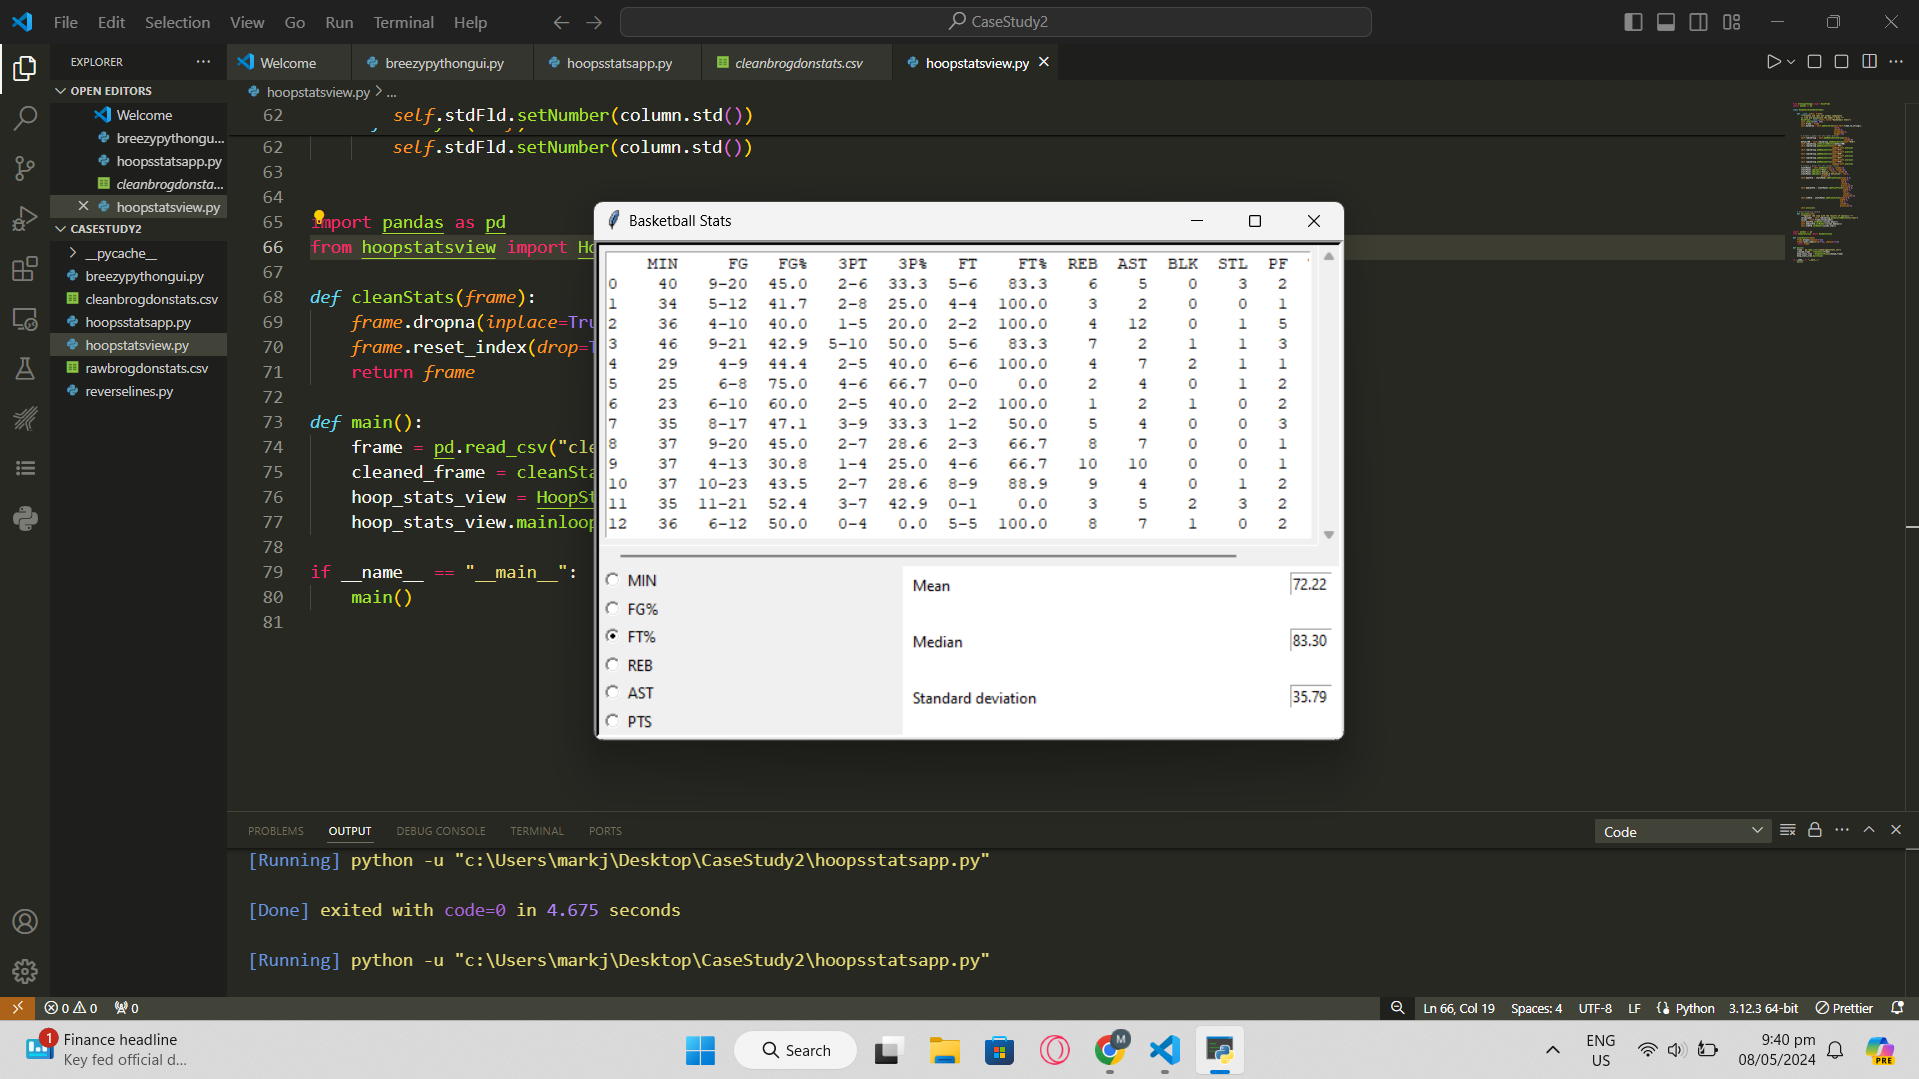 File Edit Selection View Go Run Terminal Help
CaseStudy2
EXPLORER
OPEN EDITORS
Welcome
breezypythongu...
hoopsstatsapp.py
cleanbrogdonsta...
hoopstatsview.py
CASESTUDY2
__pycache__
breezypythongui.py
cleanbrogdonstats.csv
hoopsstatsapp.py
hoopstatsview.py
rawbrogdonstats.csv
reverselines.py
Welcome breezypythongui.py hoopsstatsapp.py cleanbrogdonstats.csv hoopstatsview.py
hoopstatsview.py > ...
62 self.stdFld.setNumber(column.std())
62 self.stdFld.setNumber(column.std())
63
64
65 import pandas as pd
66 from hoopstatsview import Ho
67
68 def cleanStats(frame):
69 frame.dropna(inplace=Tru
70 frame.reset_index(drop=T
71 return frame
72
73 def main():
74 frame = pd.read_csv("cle
75 cleaned_frame = cleanSta
76 hoop_stats_view = HoopSt
77 hoop_stats_view.mainloop
78
79 if __name__ == "__main__":
80 main()
81
Basketball Stats
MIN FG FG% 3PT 3P% FT FT% REB AST BLK STL PF
0 40 9-20 45.0 2-6 33.3 5-6 83.3 6 5 0 3 2
1 34 5-12 41.7 2-8 25.0 4-4 100.0 3 2 0 0 1
2 36 4-10 40.0 1-5 20.0 2-2 100.0 4 12 0 1 5
3 46 9-21 42.9 5-10 50.0 5-6 83.3 7 2 1 1 3
4 29 4-9 44.4 2-5 40.0 6-6 100.0 4 7 2 1 1
5 25 6-8 75.0 4-6 66.7 0-0 0.0 2 4 0 1 2
6 23 6-10 60.0 2-5 40.0 2-2 100.0 1 2 1 0 2
7 35 8-17 47.1 3-9 33.3 1-2 50.0 5 4 0 0 3
8 37 9-20 45.0 2-7 28.6 2-3 66.7 8 7 0 0 1
9 37 4-13 30.8 1-4 25.0 4-6 66.7 10 10 0 0 1
10 37 10-23 43.5 2-7 28.6 8-9 88.9 9 4 0 1 2
11 35 11-21 52.4 3-7 42.9 0-1 0.0 3 5 2 3 2
12 36 6-12 50.0 0-4 0.0 5-5 100.0 8 7 1 0 2
MIN
FG%
FT%
REB
AST
PTS
Mean 72.22
Median 83.30
Standard deviation 35.79
PROBLEMS OUTPUT DEBUG CONSOLE TERMINAL PORTS
Code
[Running] python -u "c:\Users\markj\Desktop\CaseStudy2\hoopsstatsapp.py"
[Done] exited with code=0 in 4.675 seconds
[Running] python -u "c:\Users\markj\Desktop\CaseStudy2\hoopsstatsapp.py"
0 0 0
Ln 66, Col 19 Spaces: 4 UTF-8 LF Python 3.12.3 64-bit Prettier
1
Finance headline
Key fed official d...
Search
M
ENG
US
9:40 pm
08/05/2024
PRE